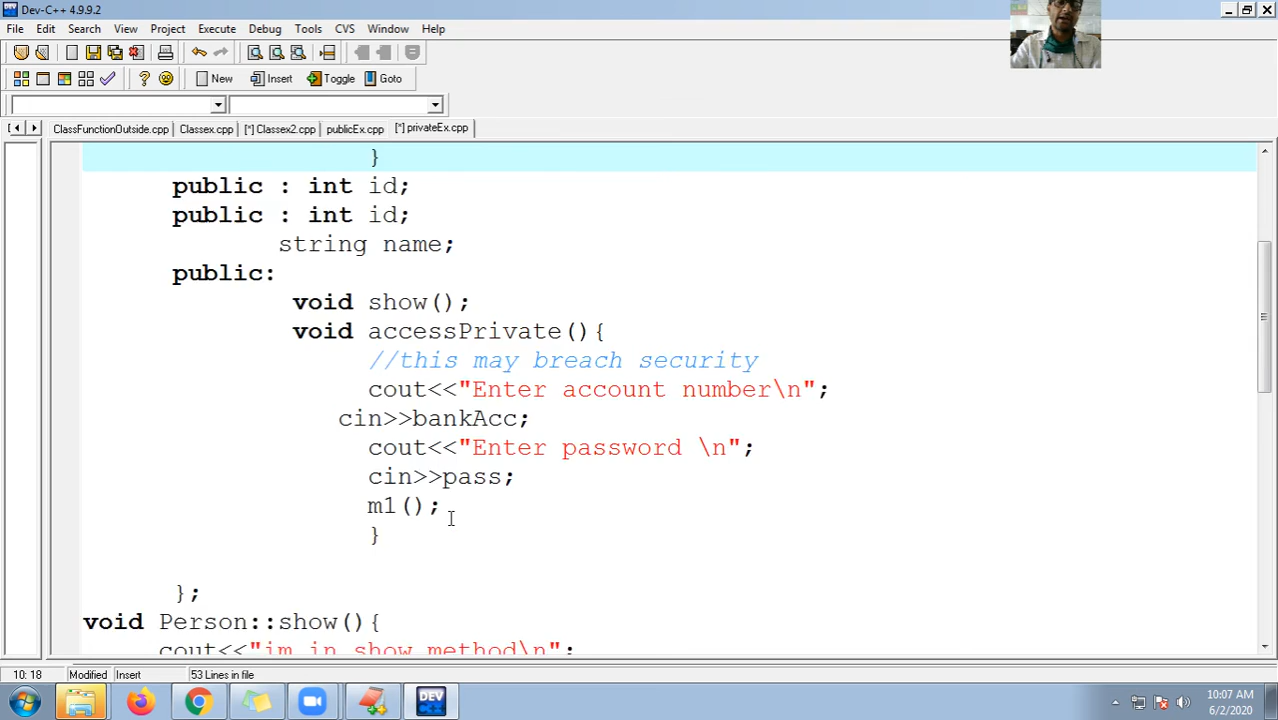 Dev-C++ 4.9.9.2
File Edit Search View Project Execute Debug Tools CVS Window Help
New Insert Toggle Goto
[ ClassFunctionOutside.cpp Classex.cpp [*] Classex2.cpp publicEx.cpp [*] privateEx.cpp
}
public : int id;
public : int id;
string name;
public:
void show();
void accessPrivate(){
//this may breach security
cout<<"Enter account number\n";
cin>>bankAcc;
cout<<"Enter password \n";
cin>>pass;
m1();
}
};
void Person::show(){
cout<<"im in show method\n";
10: 18 Modified Insert 53 Lines in file
DEV C++
10:07 AM
6/2/2020